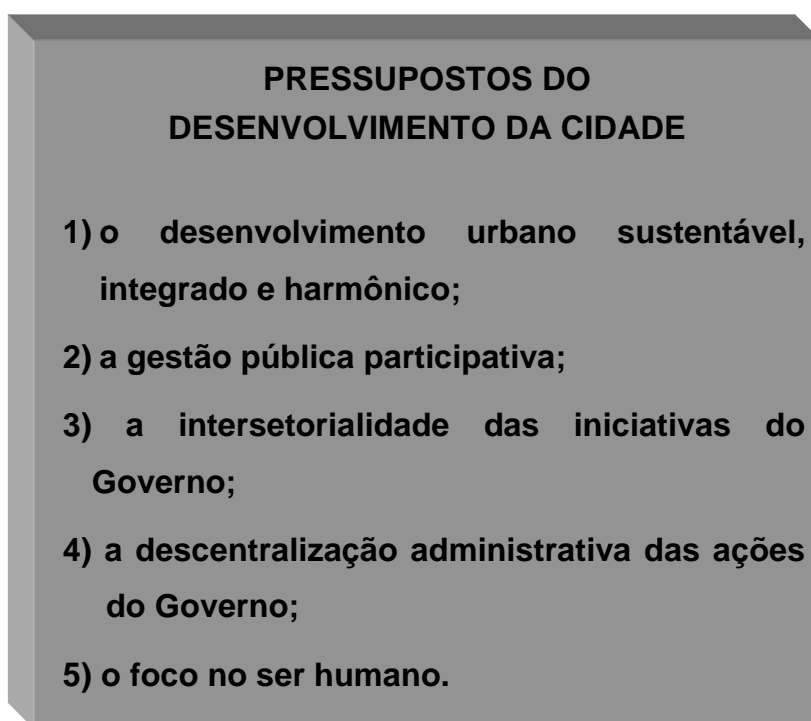 PRESSUPOSTOS DO
DESENVOLVIMENTO DA CIDADE
1) o desenvolvimento urbano sustentável,
integrado e harmônico;
2) a gestão pública participativa;
3) a intersetorialidade das iniciativas do
Governo;
4) a descentralização administrativa das ações
do Governo;
5) o foco no ser humano.